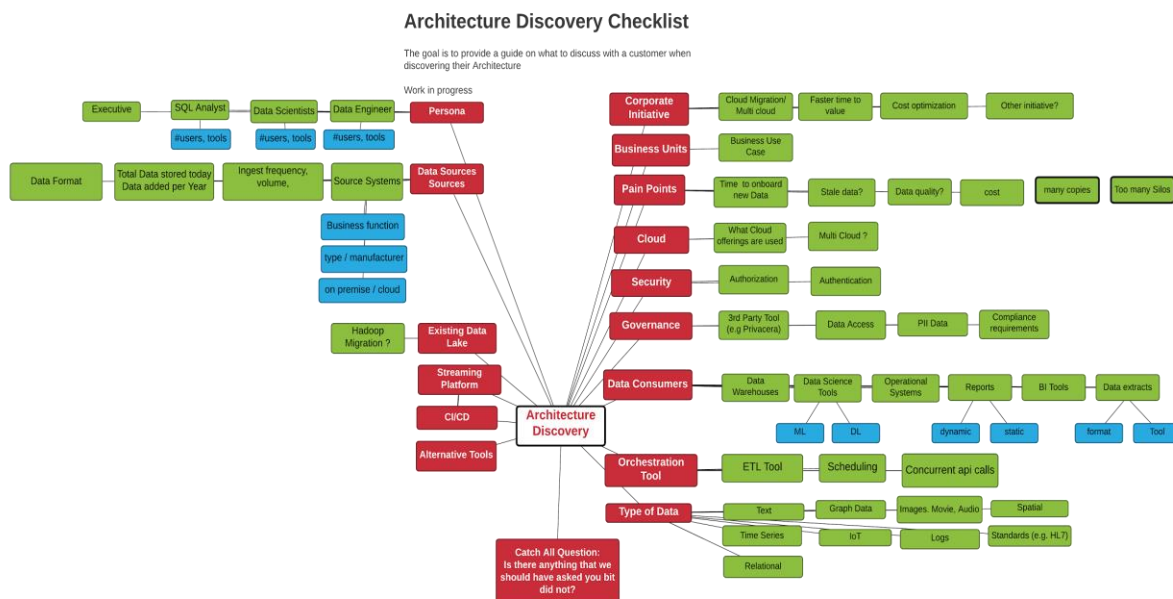 Architecture Discovery Checklist
The goal is to provide a guide on what to discuss with a customer when
discovering their Architecture
Work in progress
Executive
SQL Analyst
Data Scientists
Data Engineer
Persona
#users, tools
#users, tools
#users, tools
Data Format
Total Data stored today
Data added per Year
Ingest frequency,
volume,
Source Systems
Data Sources
Sources
Business function
type / manufacturer
on premise / cloud
Hadoop
Migration ?
Existing Data
Lake
Streaming
Platform
CI/CD
Alternative Tools
Architecture
Discovery
Catch All Question:
Is there anything that we
should have asked you bit
did not?
Corporate
Initiative
Cloud Migration/
Multi cloud
Faster time to
value
Cost optimization
Other initiative?
Business Units
Business Use
Case
Pain Points
Time to onboard
new Data
Stale data?
Data quality?
cost
many copies
Too many Silos
Cloud
What Cloud
offerings are used
Multi Cloud ?
Security
Authorization
Authentication
Governance
3rd Party Tool
(e.g Privacera)
Data Access
PII Data
Compliance
requirements
Data Consumers
Data
Warehouses
Data Science
Tools
Operational
Systems
Reports
BI Tools
Data extracts
ML
DL
dynamic
static
format
Tool
Orchestration
Tool
ETL Tool
Scheduling
Concurrent api calls
Type of Data
Text
Graph Data
Images. Movie, Audio
Spatial
Time Series
IoT
Logs
Standards (e.g. HL7)
Relational